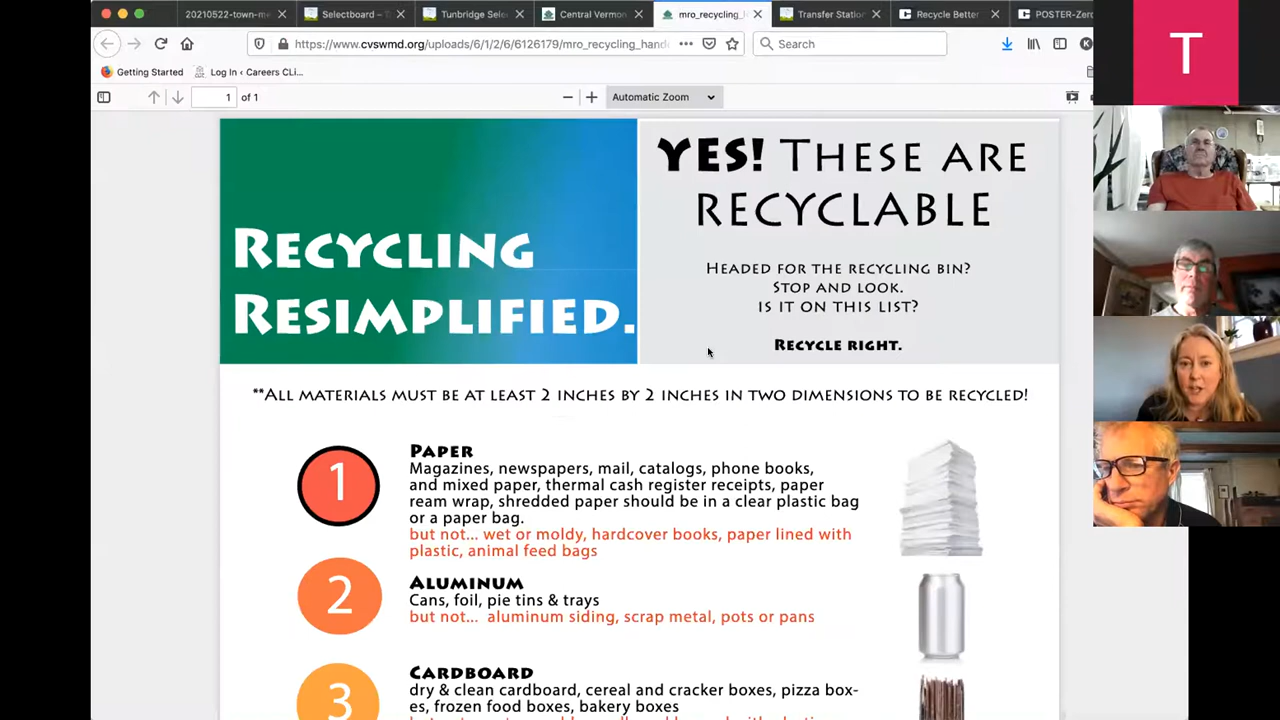 20210522-town-me
Selectboard – T
Tunbridge Selec
Central Vermon
mro_recycling_h
Transfer Station
Recycle Better
POSTER-Zero
https://www.cvswmd.org/uploads/6/1/2/6/6126179/mro_recycling_hand
Search
K
Getting Started
Log In ‹ Careers CLi...
1 of 1
Automatic Zoom
T
Recycling
Resimplified.
YES! These are
recyclable
Headed for the recycling bin?
Stop and look.
Is it on this list?
Recycle right.
**All materials must be at least 2 inches by 2 inches in two dimensions to be recycled!
1
Paper
Magazines, newspapers, mail, catalogs, phone books,
and mixed paper, thermal cash register receipts, paper
ream wrap, shredded paper should be in a clear plastic bag
or a paper bag.
but not... wet or moldy, hardcover books, paper lined with
plastic, animal feed bags
2
Aluminum
Cans, foil, pie tins & trays
but not... aluminum siding, scrap metal, pots or pans
3
Cardboard
dry & clean cardboard, cereal and cracker boxes, pizza box-
es, frozen food boxes, bakery boxes